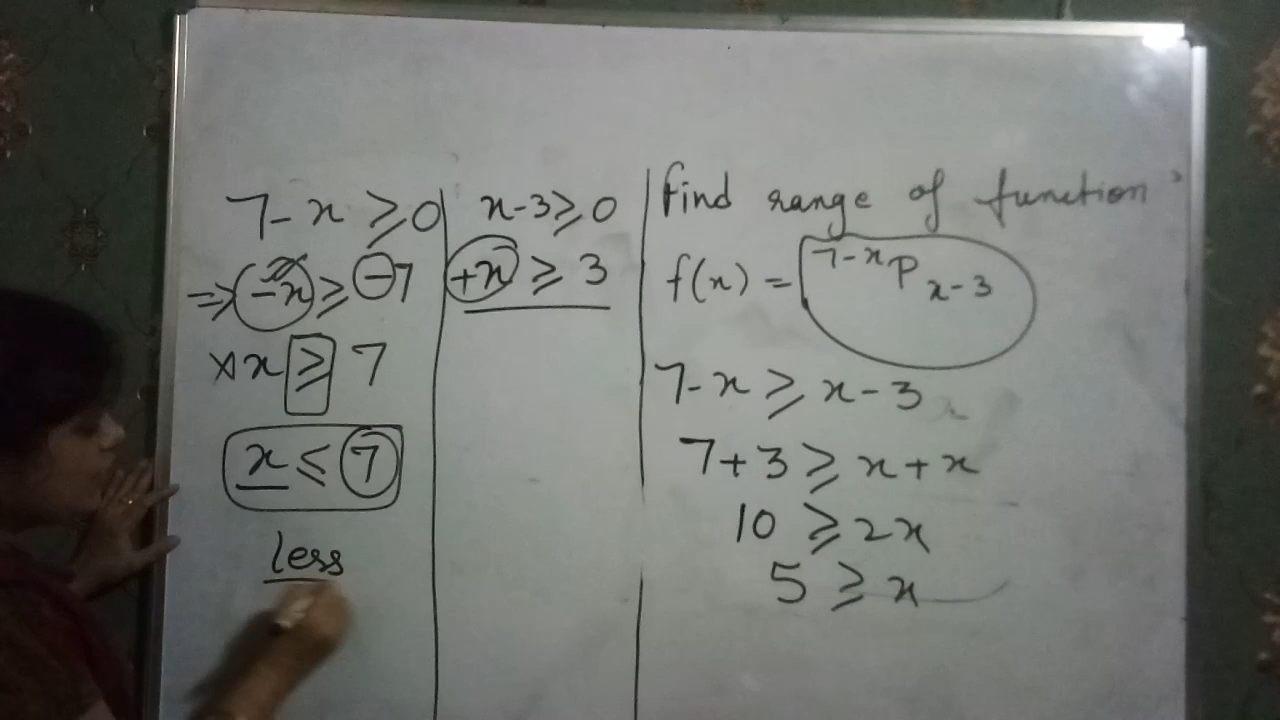 7-x ≥ 0
⇒ -x ≥ -7
x ≥ 7
x ≤ 7
less
x-3 ≥ 0
+x ≥ 3
Find range of function
f(x) = ⁷⁻ˣPₓ₋₃
7-x ≥ x-3
7+3 ≥ x+x
10 ≥ 2x
5 ≥ x